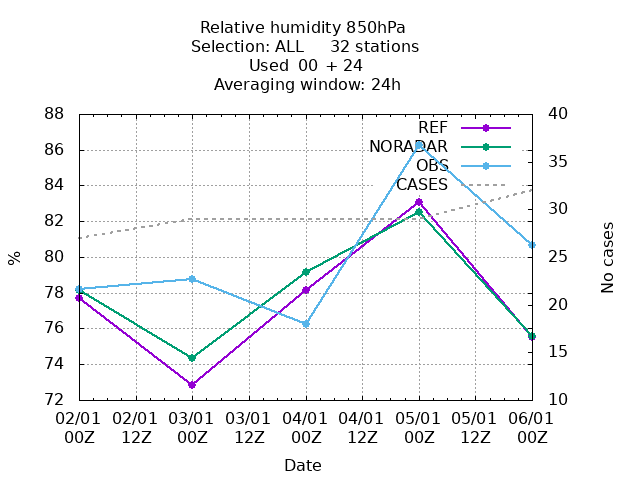 Relative humidity 850hPa
Selection: ALL 32 stations
Used 00 + 24
Averaging window: 24h
88
86
84
82
80
78
76
74
72
%
40
35
30
25
20
15
10
No cases
REF
NORADAR
OBS
CASES
02/01 02/01 03/01 03/01 04/01 04/01 05/01 05/01 06/01
00Z 12Z 00Z 12Z 00Z 12Z 00Z 12Z 00Z
Date